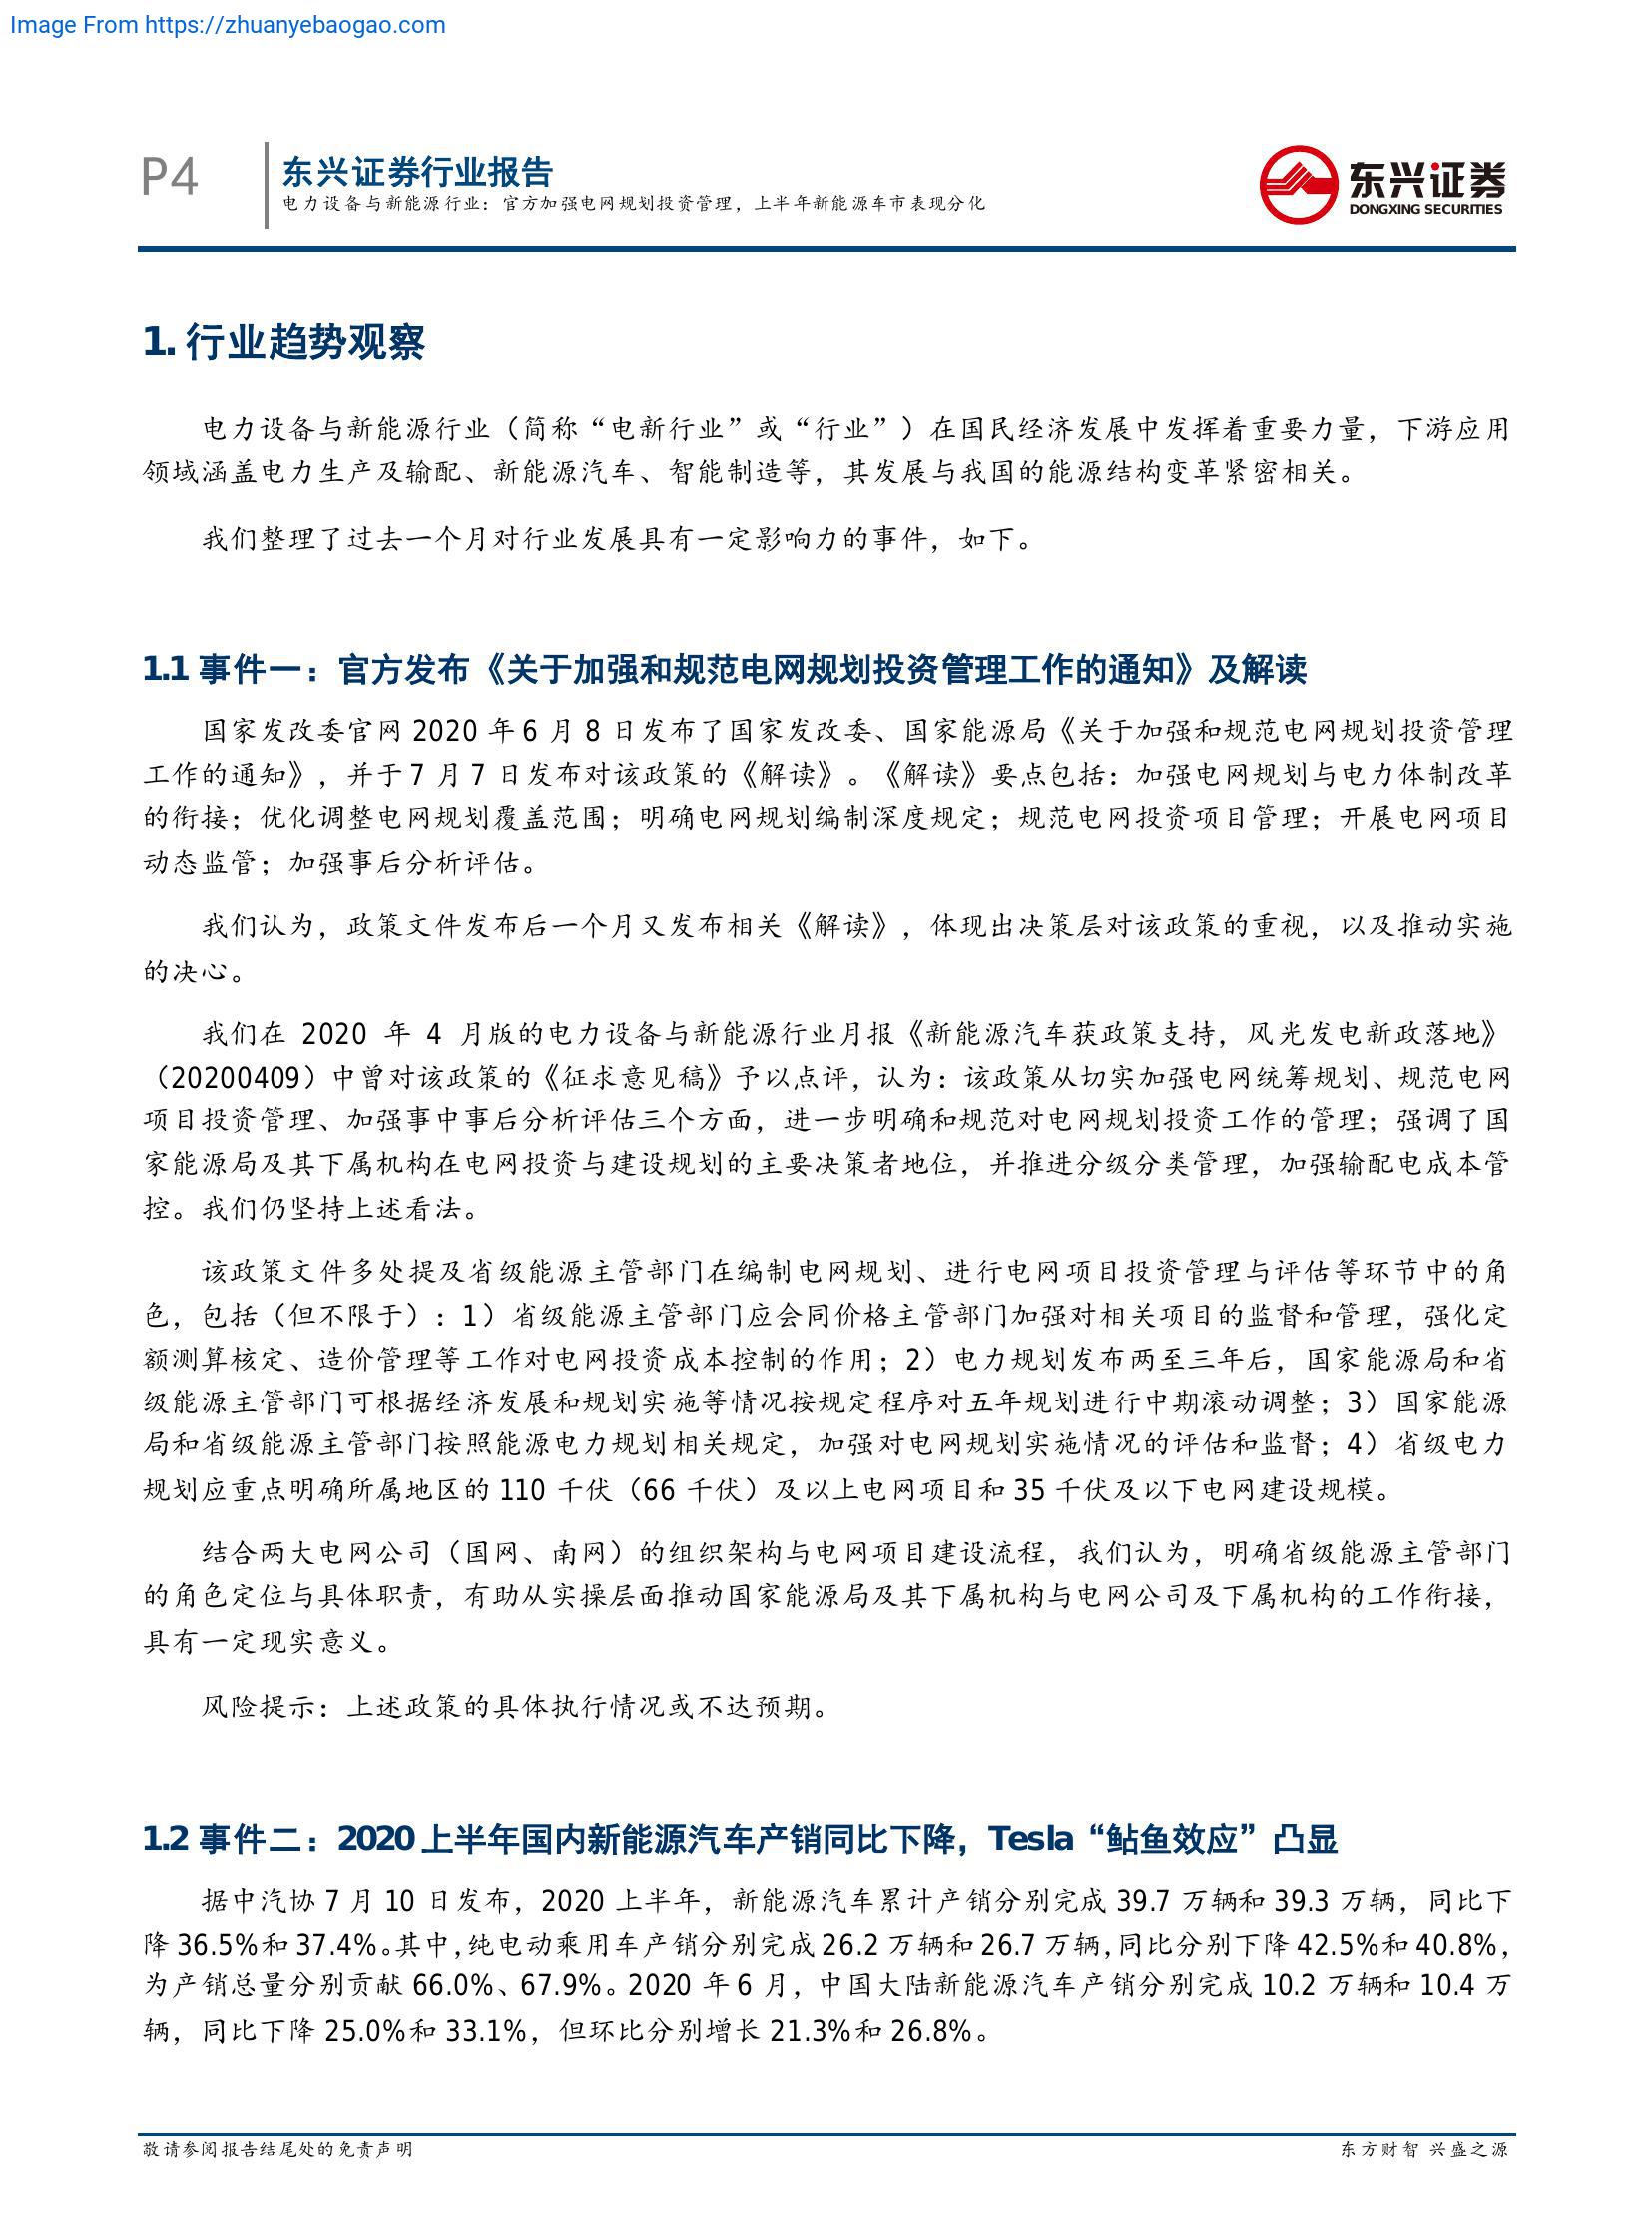 Image From https://zhuanyebaogao.com
P4
东兴证券行业报告
电力设备与新能源行业：官方加强电网规划投资管理，上半年新能源车市表现分化
东兴证券
DONGXING SECURITIES
1. 行业趋势观察
电力设备与新能源行业（简称“电新行业”或“行业”）在国民经济发展中发挥着重要力量，下游应用
领域涵盖电力生产及输配、新能源汽车、智能制造等，其发展与我国的能源结构变革紧密相关。
我们整理了过去一个月对行业发展具有一定影响力的事件，如下。
1.1 事件一：官方发布《关于加强和规范电网规划投资管理工作的通知》及解读
国家发改委官网 2020 年 6 月 8 日发布了国家发改委、国家能源局《关于加强和规范电网规划投资管理
工作的通知》，并于 7 月 7 日发布对该政策的《解读》。《解读》要点包括：加强电网规划与电力体制改革
的衔接；优化调整电网规划覆盖范围；明确电网规划编制深度规定；规范电网投资项目管理；开展电网项目
动态监管；加强事后分析评估。
我们认为，政策文件发布后一个月又发布相关《解读》，体现出决策层对该政策的重视，以及推动实施
的决心。
我们在 2020 年 4 月版的电力设备与新能源行业月报《新能源汽车获政策支持，风光发电新政落地》
（20200409）中曾对该政策的《征求意见稿》予以点评，认为：该政策从切实加强电网统筹规划、规范电网
项目投资管理、加强事中事后分析评估三个方面，进一步明确和规范对电网规划投资工作的管理；强调了国
家能源局及其下属机构在电网投资与建设规划的主要决策者地位，并推进分级分类管理，加强输配电成本管
控。我们仍坚持上述看法。
该政策文件多处提及省级能源主管部门在编制电网规划、进行电网项目投资管理与评估等环节中的角
色，包括（但不限于）：1）省级能源主管部门应会同价格主管部门加强对相关项目的监督和管理，强化定
额测算核定、造价管理等工作对电网投资成本控制的作用；2）电力规划发布两至三年后，国家能源局和省
级能源主管部门可根据经济发展和规划实施等情况按规定程序对五年规划进行中期滚动调整；3）国家能源
局和省级能源主管部门按照能源电力规划相关规定，加强对电网规划实施情况的评估和监督；4）省级电力
规划应重点明确所属地区的 110 千伏（66 千伏）及以上电网项目和 35 千伏及以下电网建设规模。
结合两大电网公司（国网、南网）的组织架构与电网项目建设流程，我们认为，明确省级能源主管部门
的角色定位与具体职责，有助从实操层面推动国家能源局及其下属机构与电网公司及下属机构的工作衔接，
具有一定现实意义。
风险提示：上述政策的具体执行情况或不达预期。
1.2 事件二：2020 上半年国内新能源汽车产销同比下降，Tesla“鲇鱼效应”凸显
据中汽协 7 月 10 日发布，2020 上半年，新能源汽车累计产销分别完成 39.7 万辆和 39.3 万辆，同比下
降 36.5%和 37.4%。其中，纯电动乘用车产销分别完成 26.2 万辆和 26.7 万辆，同比分别下降 42.5%和 40.8%，
为产销总量分别贡献 66.0%、67.9%。2020 年 6 月，中国大陆新能源汽车产销分别完成 10.2 万辆和 10.4 万
辆，同比下降 25.0%和 33.1%，但环比分别增长 21.3%和 26.8%。
敬请参阅报告结尾处的免责声明
东方财智 兴盛之源